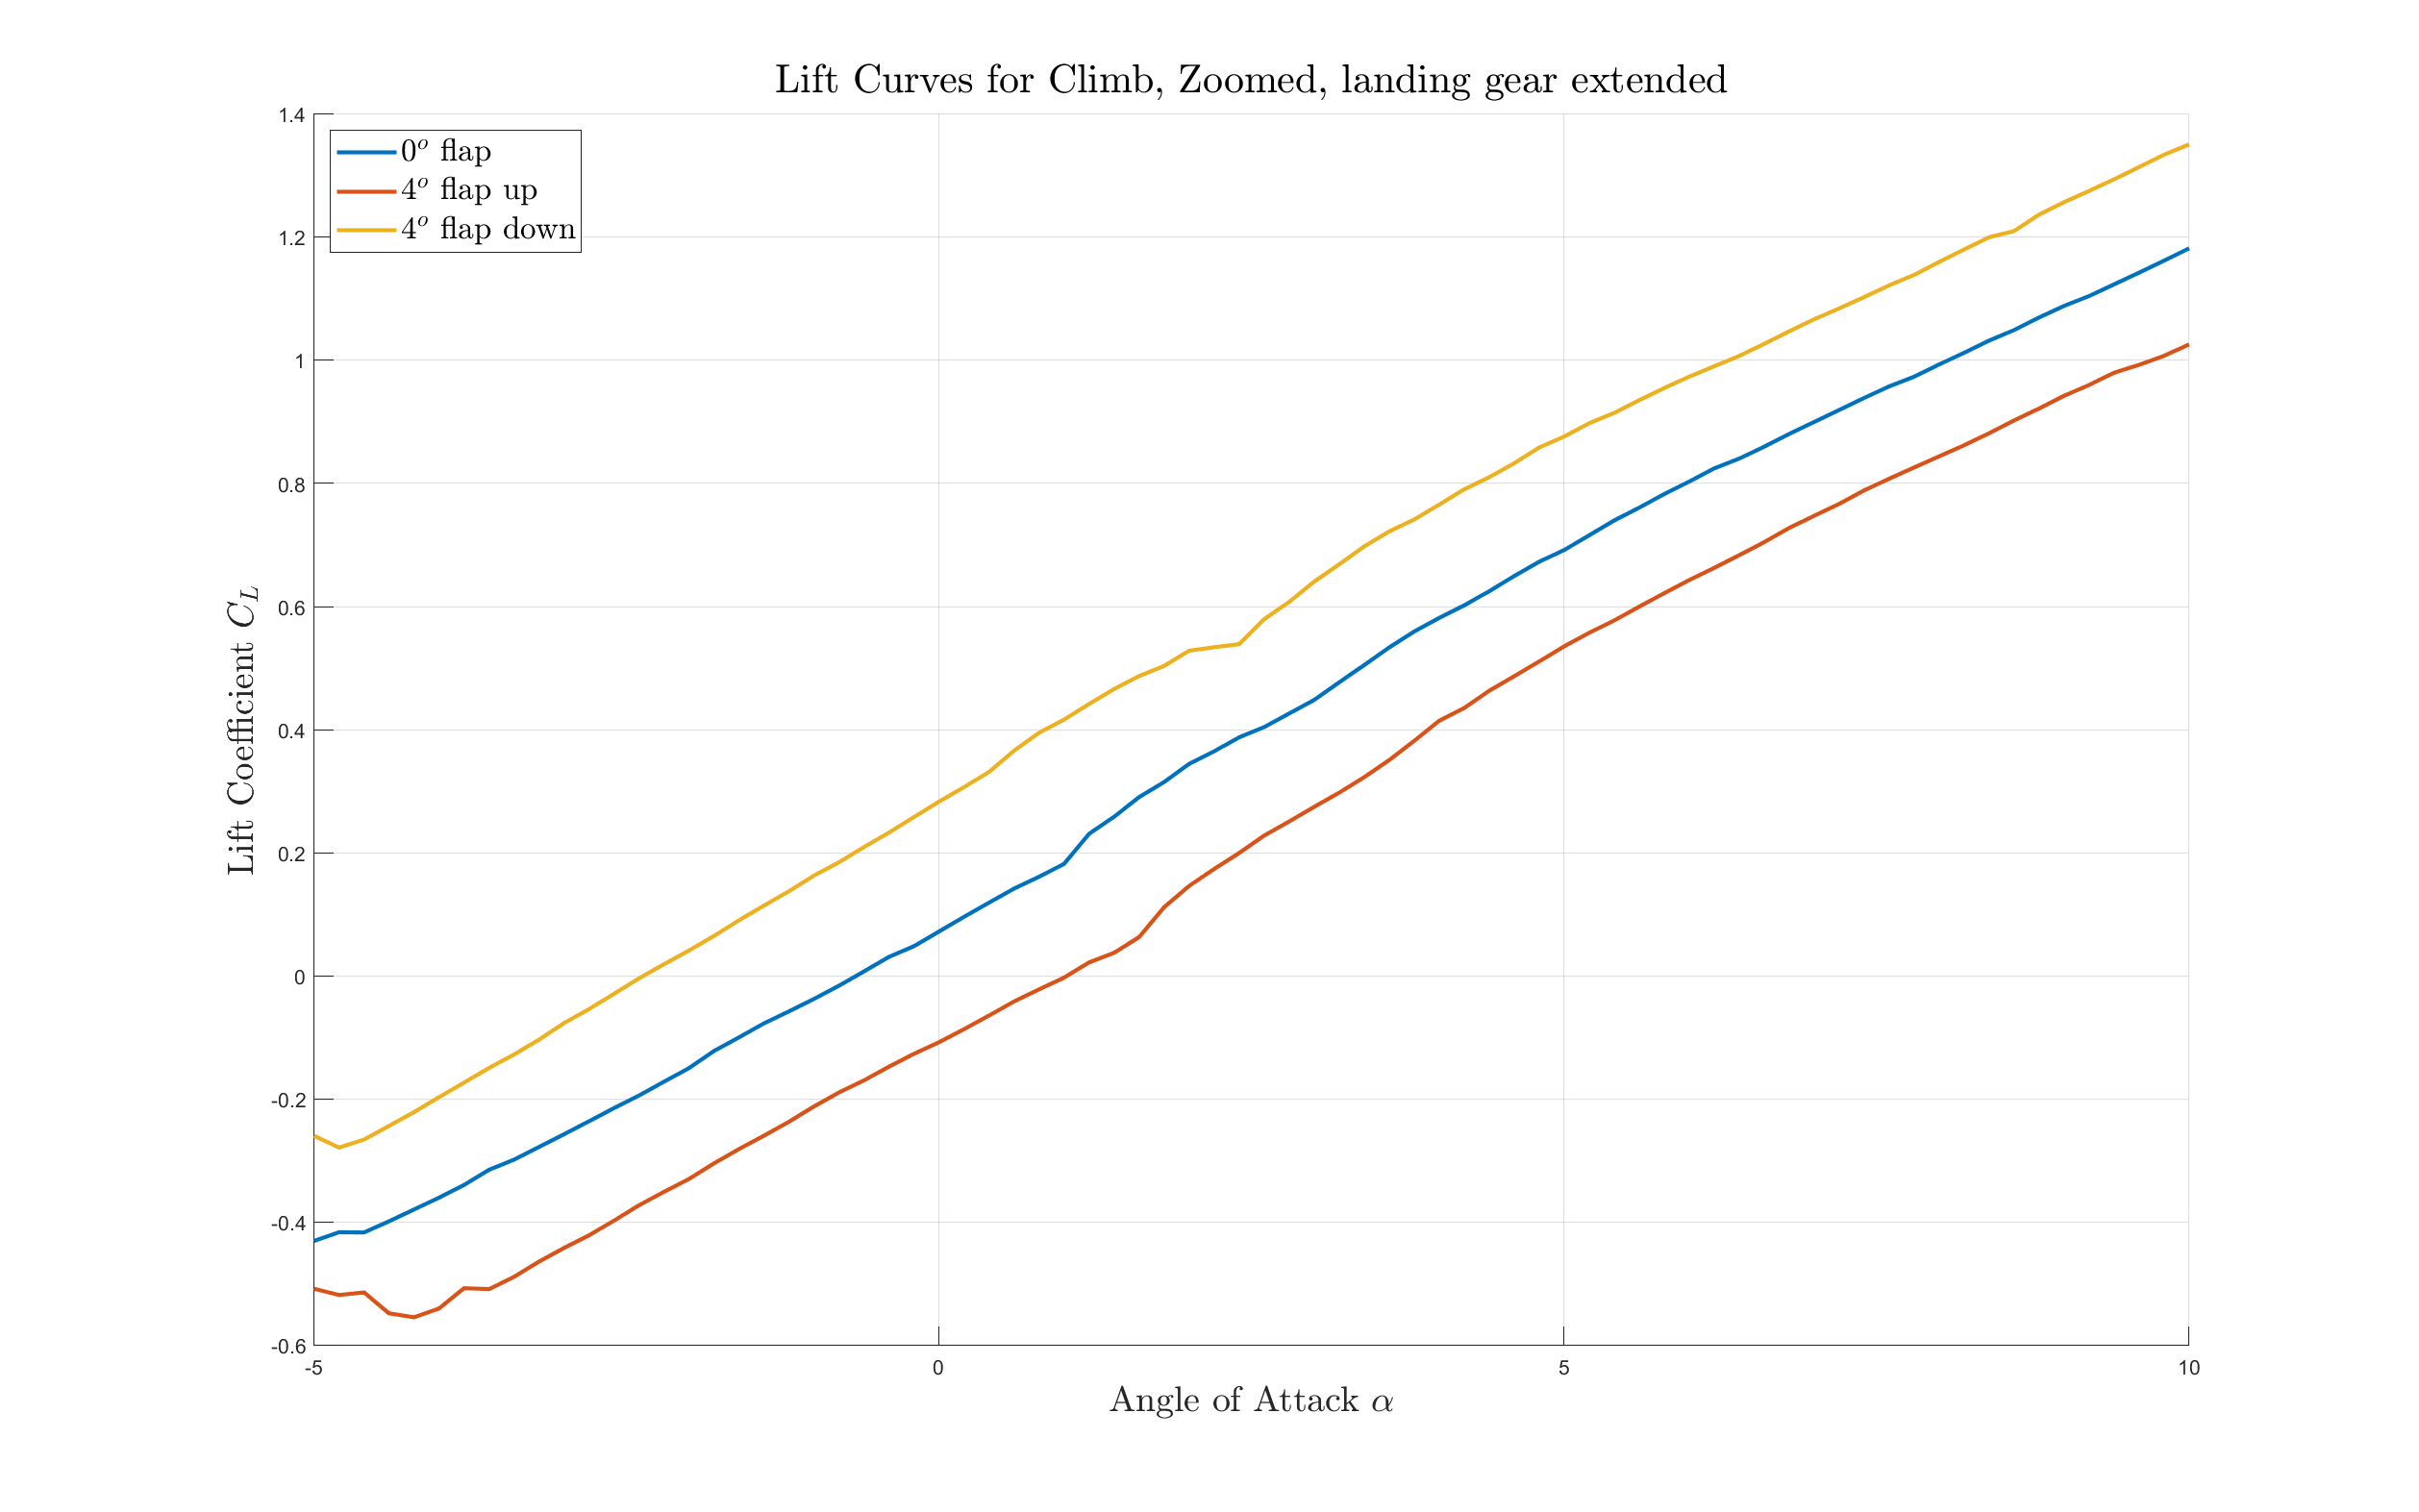 Lift Curves for Climb, Zoomed, landing gear extended
1.4
1.2
1
0.8
0.6
0.4
0.2
0
-0.2
-0.4
-0.6
0° flap
4° flap up
4° flap down
Lift Coefficient C_L
-5 0 5 10
Angle of Attack α